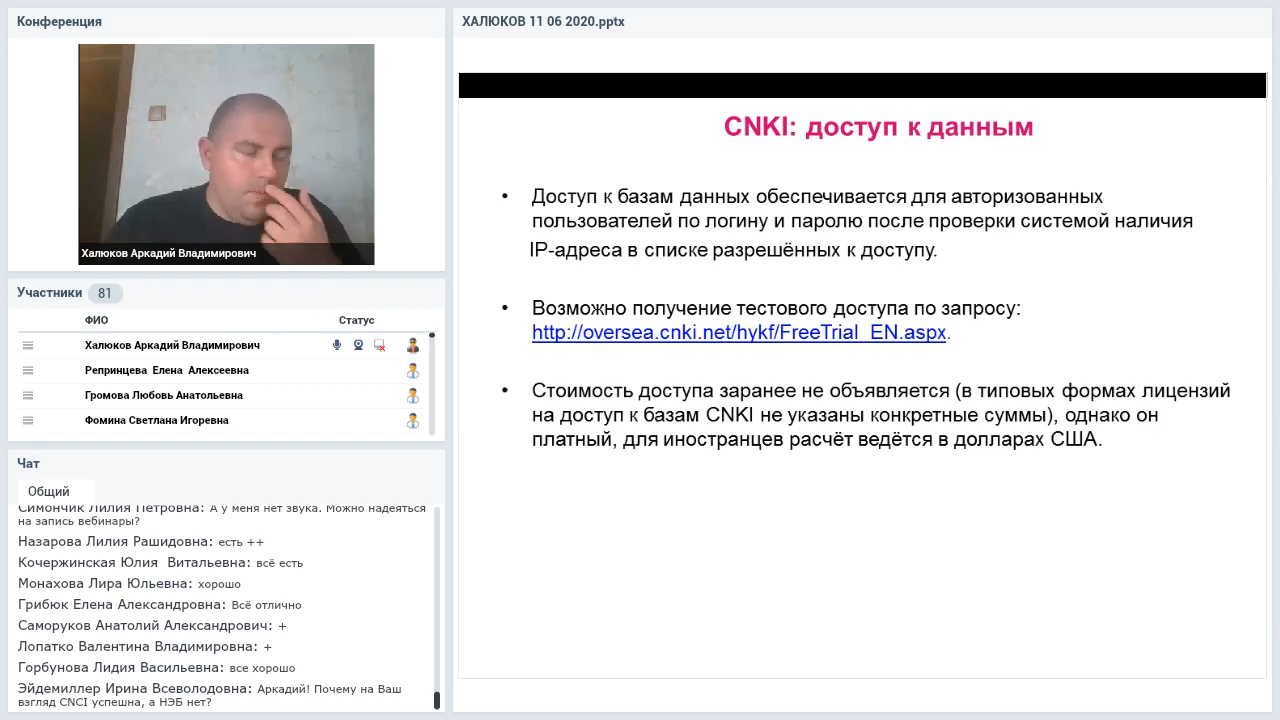 Конференция
Халюков Аркадий Владимирович
Участники 81
ФИО Статус
Халюков Аркадий Владимирович
Репринцева Елена Алексеевна
Громова Любовь Анатольевна
Фомина Светлана Игоревна
Чат
Общий
Симончик Лилия Петровна: А у меня нет звука. Можно надеяться
на запись вебинары?
Назарова Лилия Рашидовна: есть ++
Кочержинская Юлия Витальевна: всё есть
Монахова Лира Юльевна: хорошо
Грибюк Елена Александровна: Всё отлично
Саморуков Анатолий Александрович: +
Лопатко Валентина Владимировна: +
Горбунова Лидия Васильевна: все хорошо
Эйдемиллер Ирина Всеволодовна: Аркадий! Почему на Ваш
взгляд CNCI успешна, а НЭБ нет?
ХАЛЮКОВ 11 06 2020.pptx
CNKI: доступ к данным
• Доступ к базам данных обеспечивается для авторизованных
пользователей по логину и паролю после проверки системой наличия
IP-адреса в списке разрешённых к доступу.
• Возможно получение тестового доступа по запросу:
http://oversea.cnki.net/hykf/FreeTrial_EN.aspx.
• Стоимость доступа заранее не объявляется (в типовых формах лицензий
на доступ к базам CNKI не указаны конкретные суммы), однако он
платный, для иностранцев расчёт ведётся в долларах США.